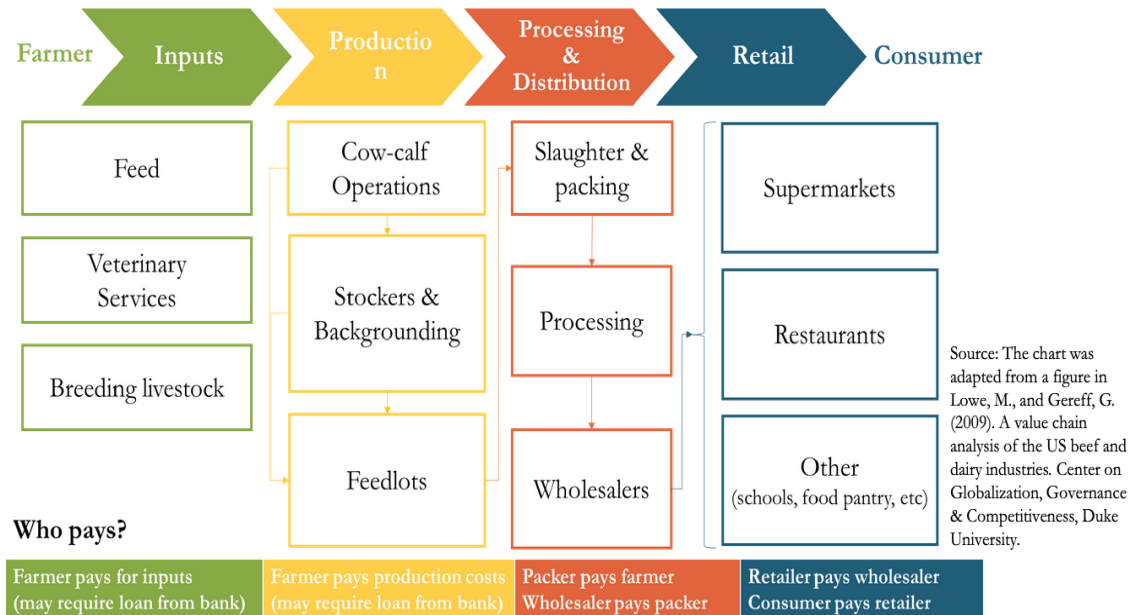 Farmer
Inputs
Productio
n
Processing
&
Distribution
Retail
Consumer
Feed
Veterinary
Services
Breeding livestock
Cow-calf
Operations
Stockers &
Backgrounding
Feedlots
Slaughter &
packing
Processing
Wholesalers
Supermarkets
Restaurants
Other
(schools, food pantry, etc)
Source: The chart was
adapted from a figure in
Lowe, M., and Gereff, G.
(2009). A value chain
analysis of the US beef and
dairy industries. Center on
Globalization, Governance
& Competitiveness, Duke
University.
Who pays?
Farmer pays for inputs
(may require loan from bank)
Farmer pays production costs
(may require loan from bank)
Packer pays farmer
Wholesaler pays packer
Retailer pays wholesaler
Consumer pays retailer